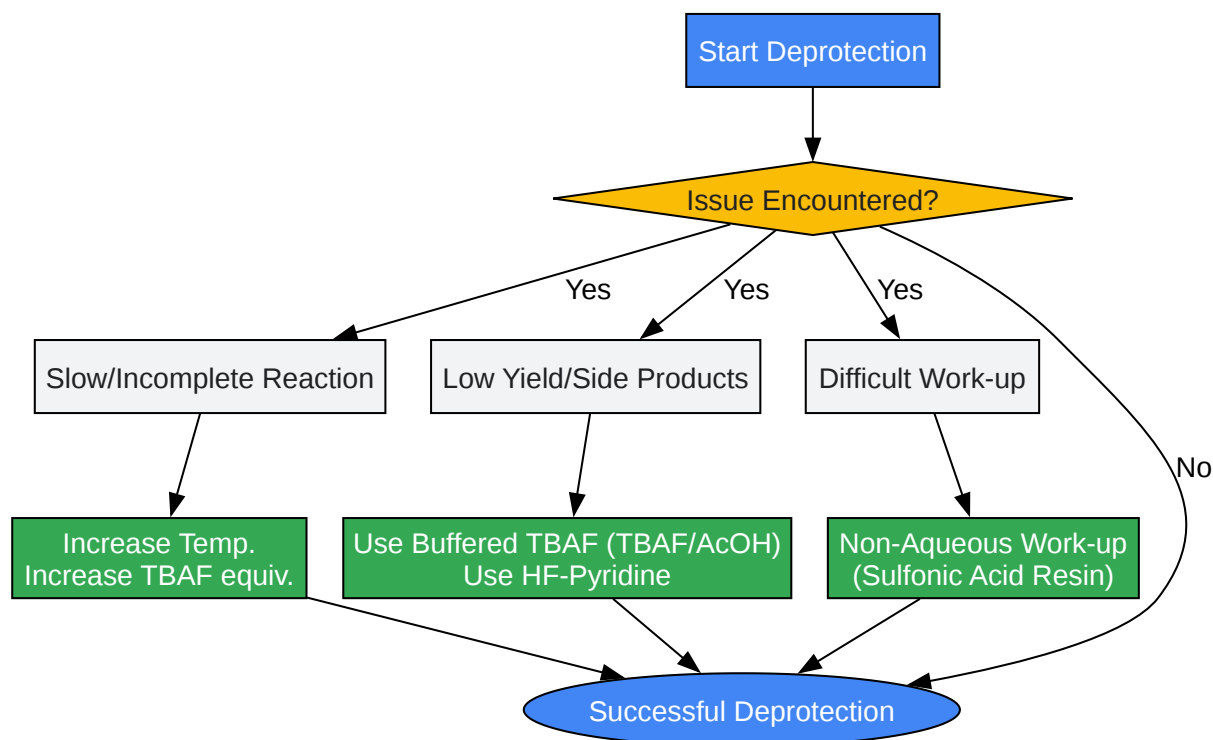 Start Deprotection
Issue Encountered?
Yes
Yes
Yes
Slow/Incomplete Reaction
Low Yield/Side Products
Difficult Work-up
No
Increase Temp.
Increase TBAF equiv.
Use Buffered TBAF (TBAF/AcOH)
Use HF-Pyridine
Non-Aqueous Work-up
(Sulfonic Acid Resin)
Successful Deprotection